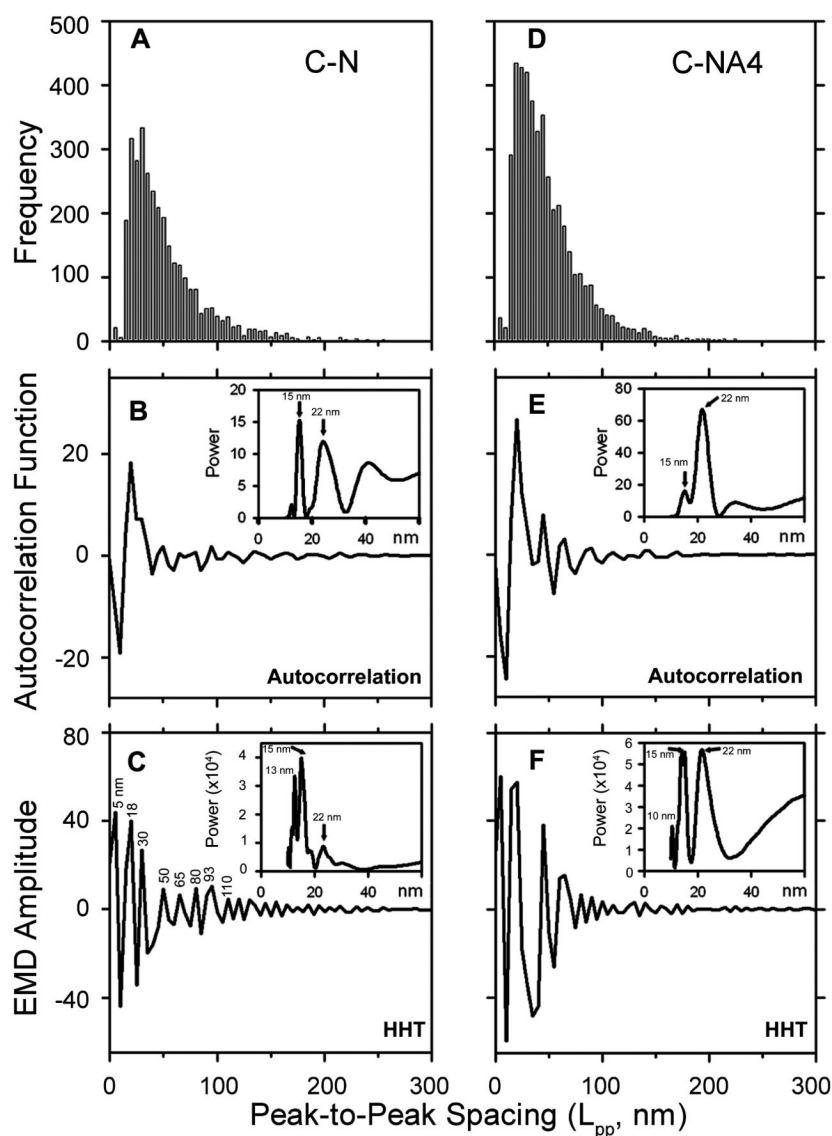 A
C-N
D
C-NA4
500
400
300
200
100
0
Frequency
B
15 nm
22 nm
20
15
10
5
0
Power
0 20 40 nm
20
0
-20
Autocorrelation Function
Autocorrelation
E
22 nm
15 nm
80
60
40
20
0
Power
0 20 40 nm
Autocorrelation
C
5 nm
18
30
50
65
80
93
110
15 nm
13 nm
22 nm
4
3
2
1
0
Power (x10⁴)
0 20 40 nm
80
40
0
-40
EMD Amplitude
HHT
0 100 200 300
F
15 nm
22 nm
10 nm
6
5
4
3
2
1
0
Power (x10⁴)
0 20 40 nm
HHT
0 100 200 300
Peak-to-Peak Spacing (Lpp, nm)